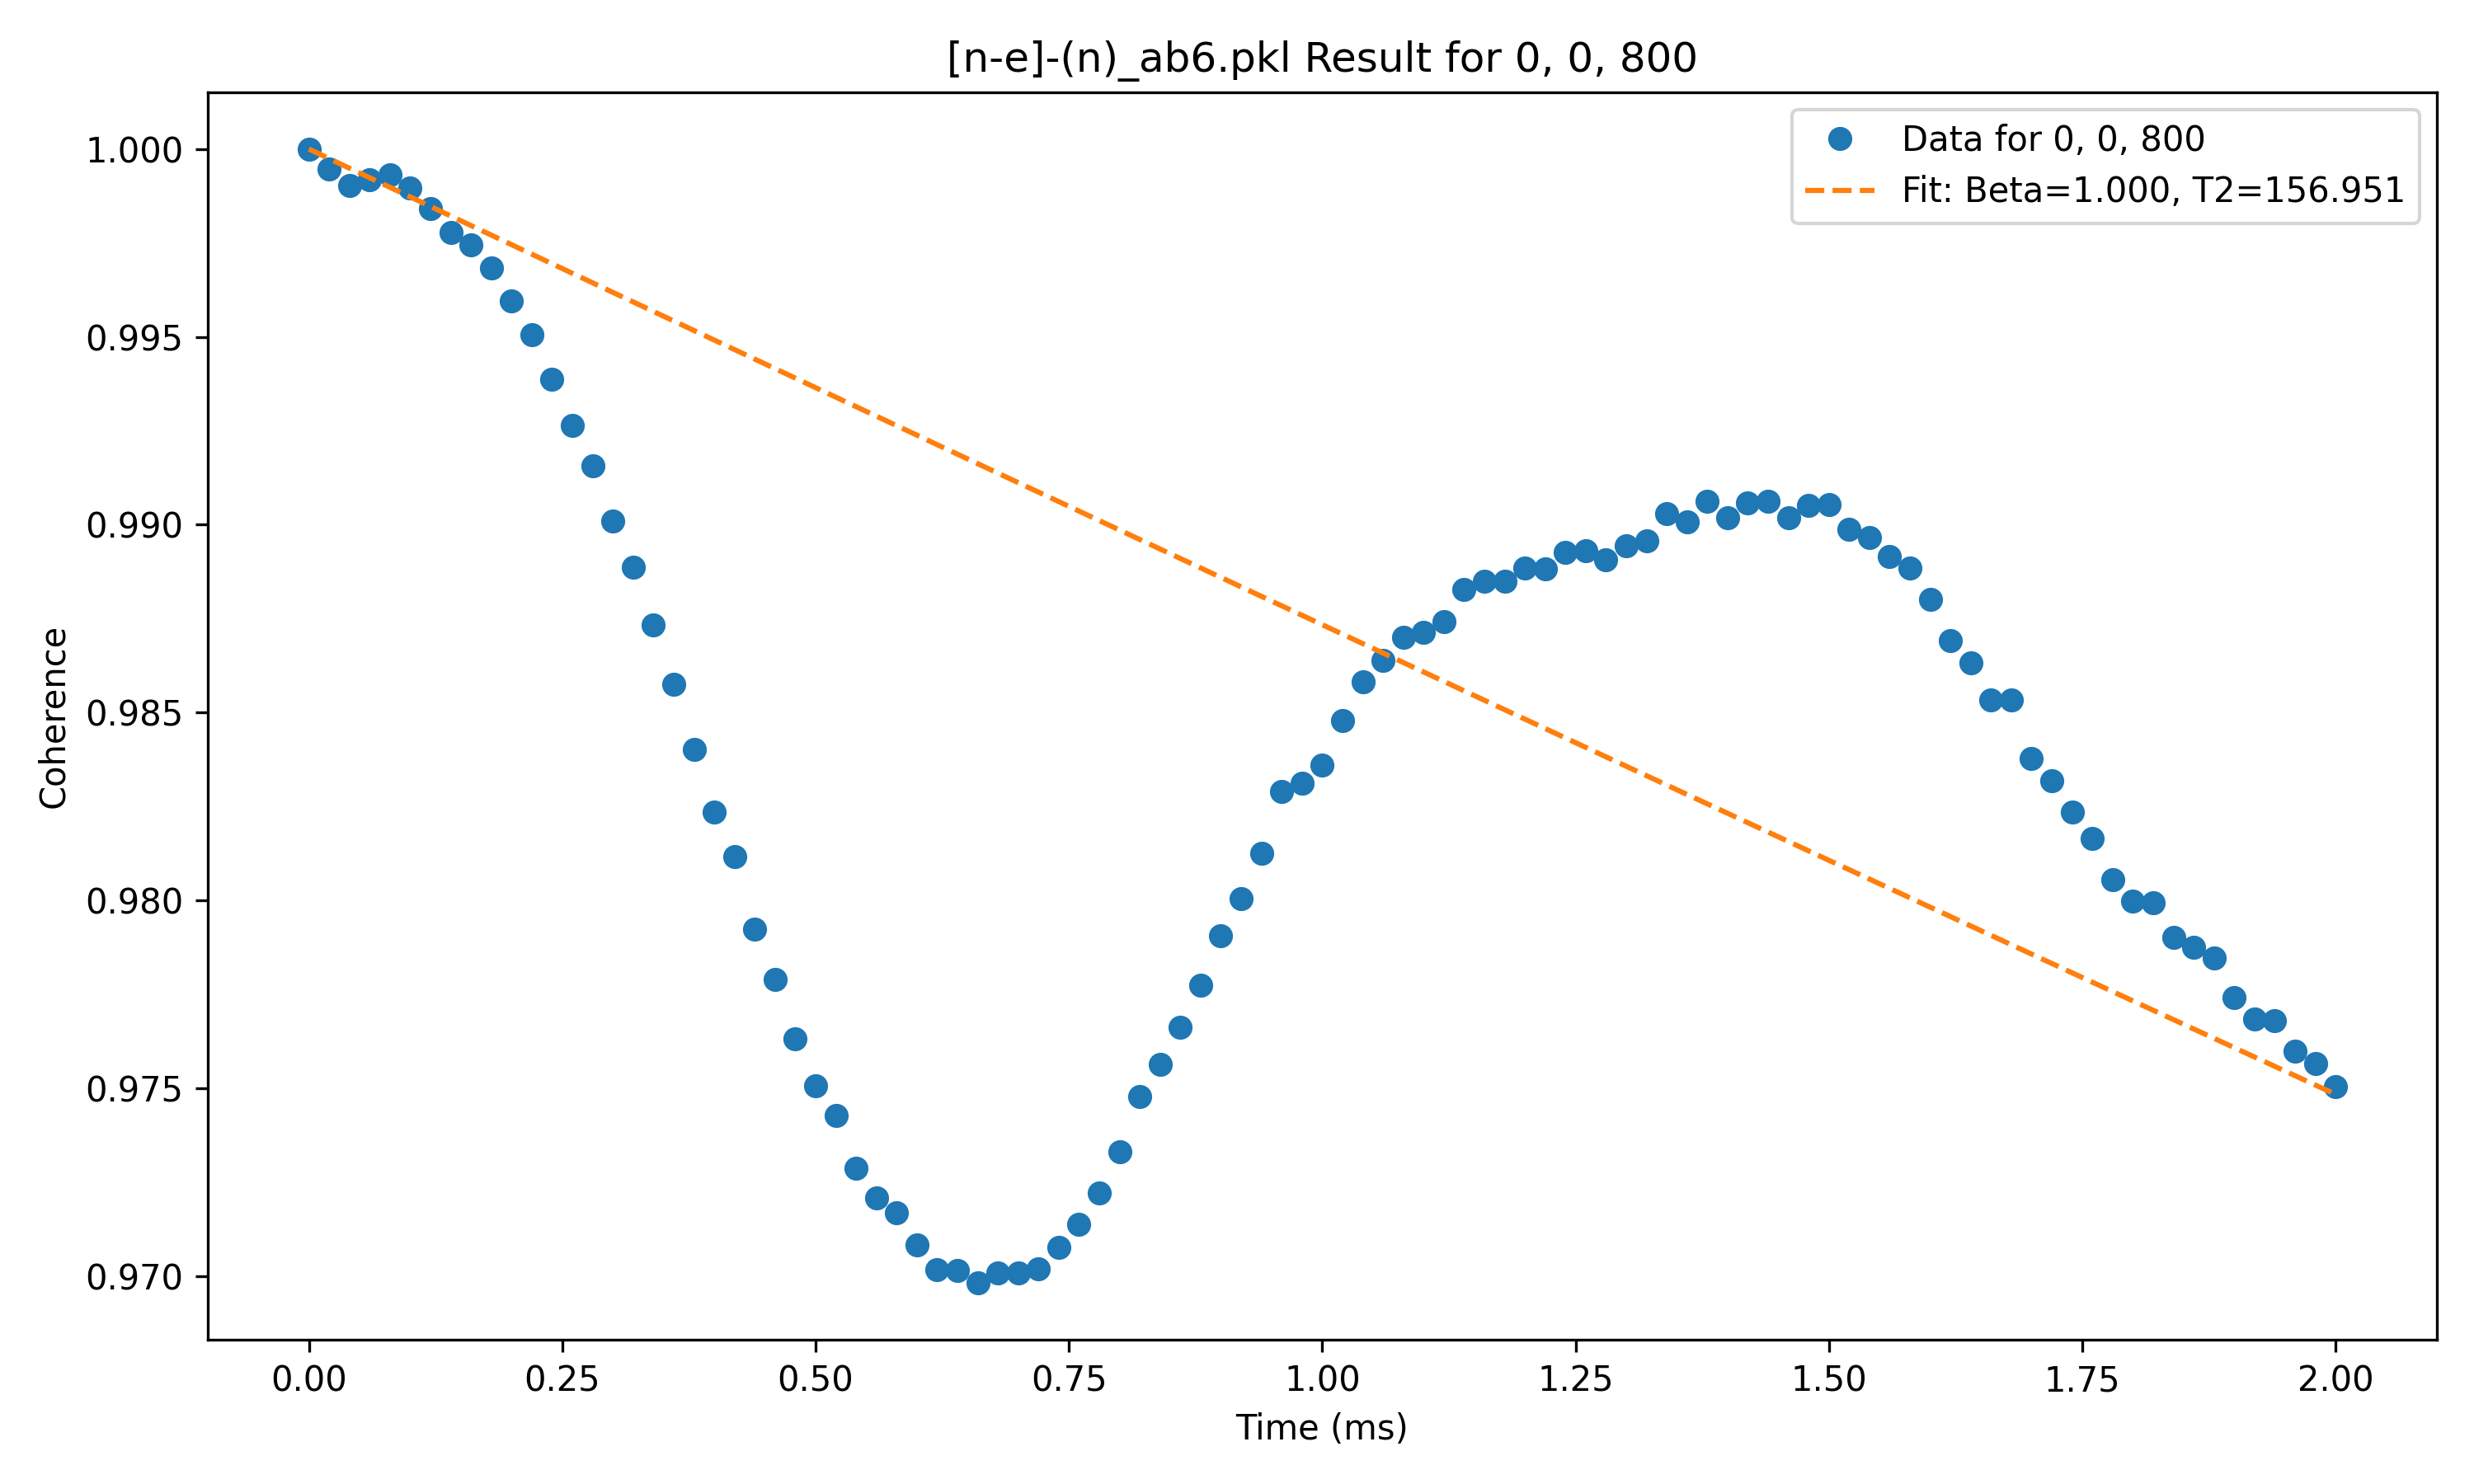 [n-e]-(n)_ab6.pkl Result for 0, 0, 800
Data for 0, 0, 800
Fit: Beta=1.000, T2=156.951
Coherence
1.000
0.995
0.990
0.985
0.980
0.975
0.970
0.00 0.25 0.50 0.75 1.00 1.25 1.50 1.75 2.00
Time (ms)